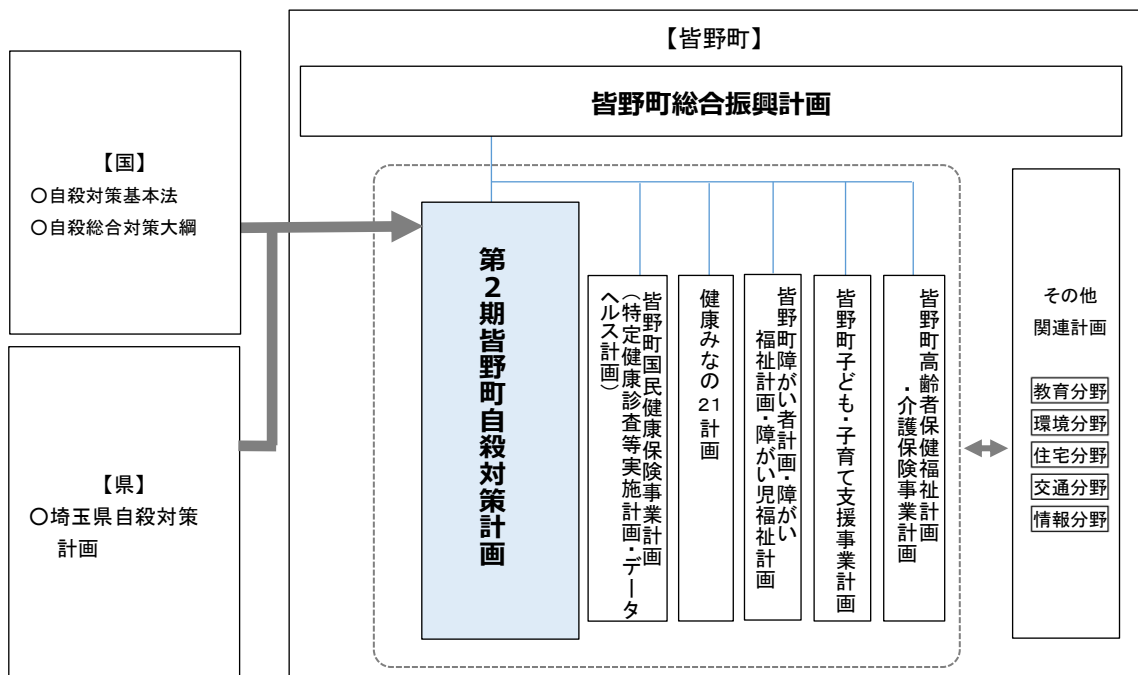 【国】
〇自殺対策基本法
〇自殺総合対策大綱
【県】
〇埼玉県自殺対策
計画
【皆野町】
皆野町総合振興計画
第2期皆野町自殺対策計画
皆野町国民健康保険事業計画
（特定健康診査等実施計画・データ
ヘルス計画）
健康みなの21計画
皆野町障がい者計画・障がい
福祉計画・障がい児福祉計画
皆野町子ども・子育て支援事業計画
皆野町高齢者保健福祉計画
・介護保険事業計画
その他
関連計画
教育分野
環境分野
住宅分野
交通分野
情報分野